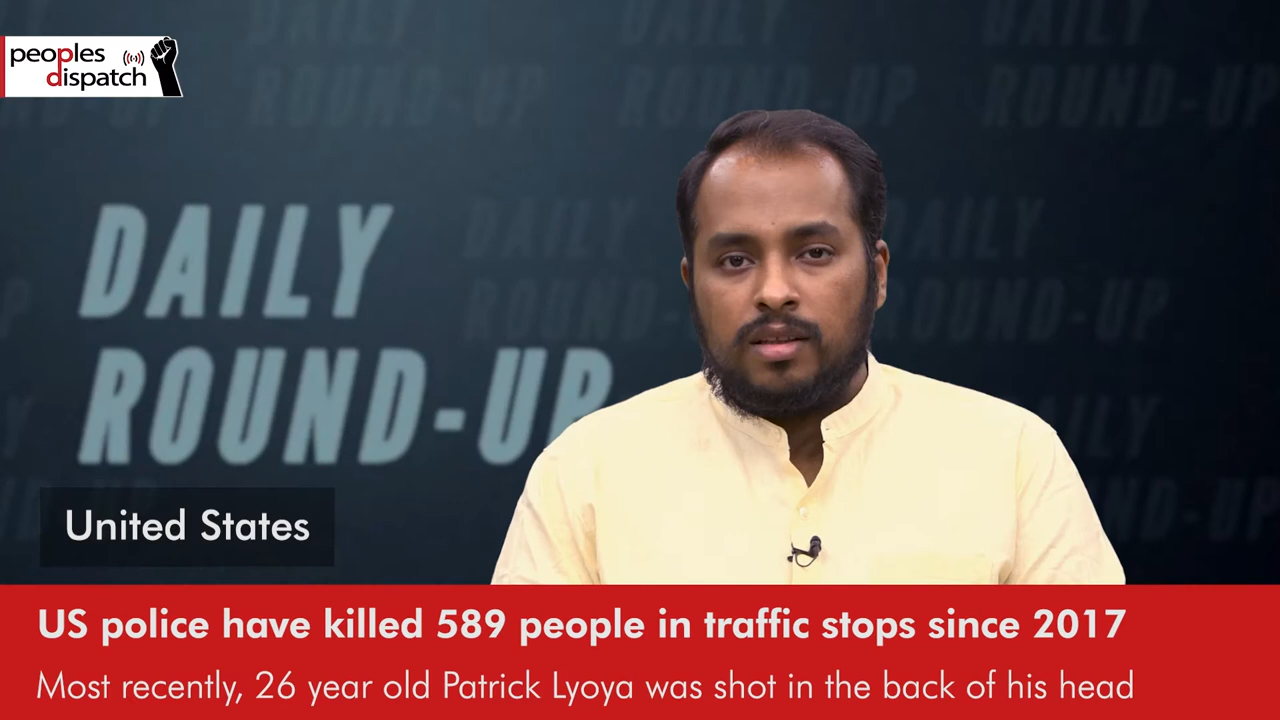 peoples
dispatch
DAILY
ROUND-UP
United States
US police have killed 589 people in traffic stops since 2017
Most recently, 26 year old Patrick Lyoya was shot in the back of his head